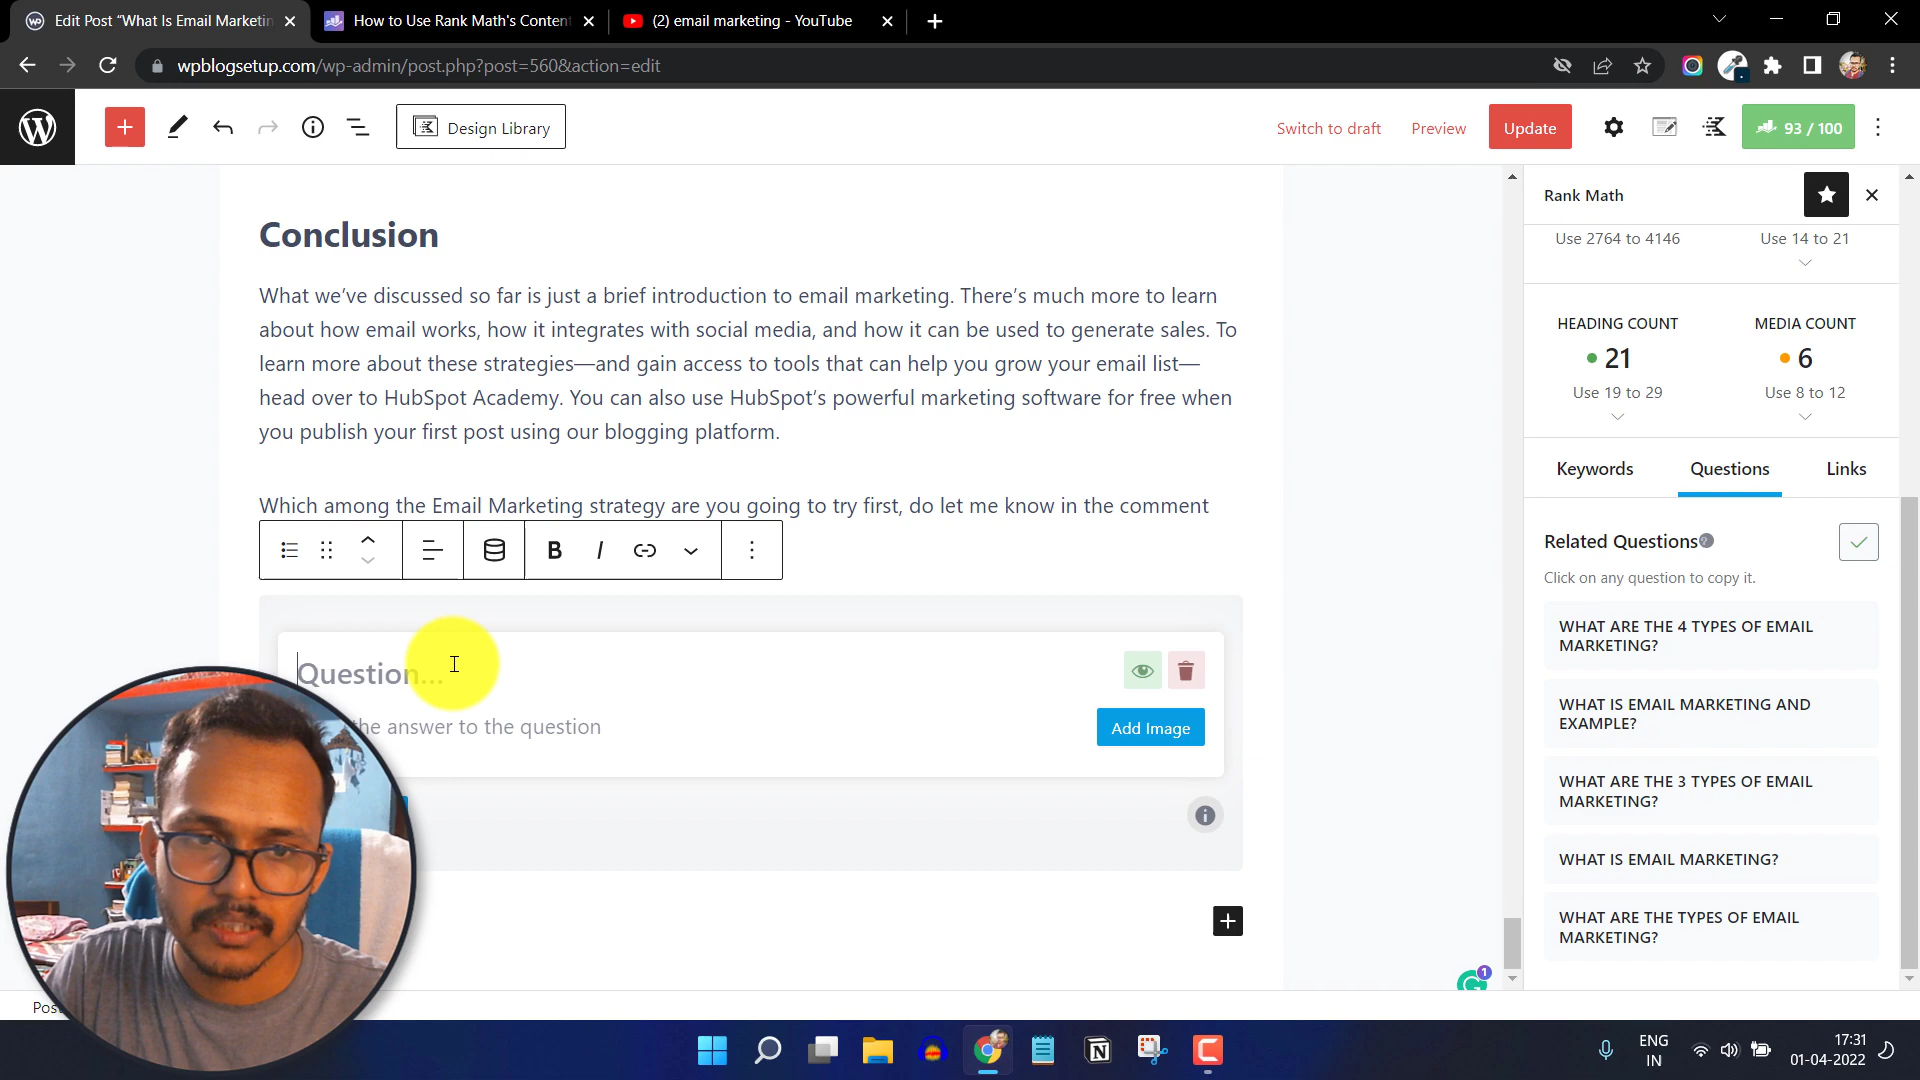 Edit Post “What Is Email Marketin
How to Use Rank Math's Conten
(2) email marketing - YouTube
wpblogsetup.com/wp-admin/post.php?post=560&action=edit
Design Library
Switch to draft
Preview
Update
93 / 100
Rank Math
Use 2764 to 4146
Use 14 to 21
HEADING COUNT
MEDIA COUNT
21
6
Use 19 to 29
Use 8 to 12
Keywords
Questions
Links
Related Questions
Click on any question to copy it.
WHAT ARE THE 4 TYPES OF EMAIL
MARKETING?
WHAT IS EMAIL MARKETING AND
EXAMPLE?
WHAT ARE THE 3 TYPES OF EMAIL
MARKETING?
WHAT IS EMAIL MARKETING?
WHAT ARE THE TYPES OF EMAIL
MARKETING?
Conclusion
What we’ve discussed so far is just a brief introduction to email marketing. There’s much more to learn
about how email works, how it integrates with social media, and how it can be used to generate sales. To
learn more about these strategies—and gain access to tools that can help you grow your email list—
head over to HubSpot Academy. You can also use HubSpot’s powerful marketing software for free when
you publish your first post using our blogging platform.
Which among the Email Marketing strategy are you going to try first, do let me know in the comment
B
I
Question...
the answer to the question
Add Image
1
Post
ENG
IN
17:31
01-04-2022